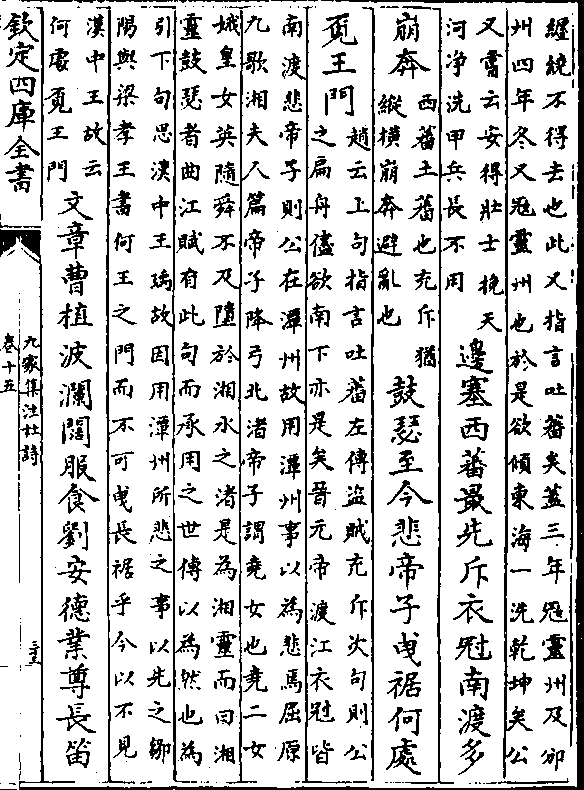 纒繞不得去也此又指言吐蕃矣蓋三年冦靈州及邠
州四年冬又冦靈州也於是欲傾東海一洗乾坤矣公
又嘗云安得壯士挽天
河净洗甲兵長不用
邊塞西蕃最充斥衣冠南渡多
崩奔
西蕃土蕃也充斥猶
縱横崩奔避亂也
鼓瑟至今悲帝子曵裾何處
覓王門
趙云上句指言吐蕃左傳盜賊充斥次句則公
之扁舟儘欲南下亦是矣晉元帝渡江衣冠皆
南渡悲帝子則公在潭州故用潭州事以為悲焉屈原
九歌湘夫人篇帝子降兮北渚帝子謂堯女也堯二女
娥皇女英隨舜不及墮於湘水之渚是為湘靈而曰湘
靈鼓瑟者曲江賦有此句而承用之世傳以為然也為
引下句思漢中王瑀故因用潭州所悲之事以先之鄒
陽與梁孝王書何王之門而不可曵長裾乎今以不見
漢中王故云
何處覓王門
文章曹植波瀾闊服食劉安德業尊長笛
欽定四庫全書
九家集注杜詩
卷十五